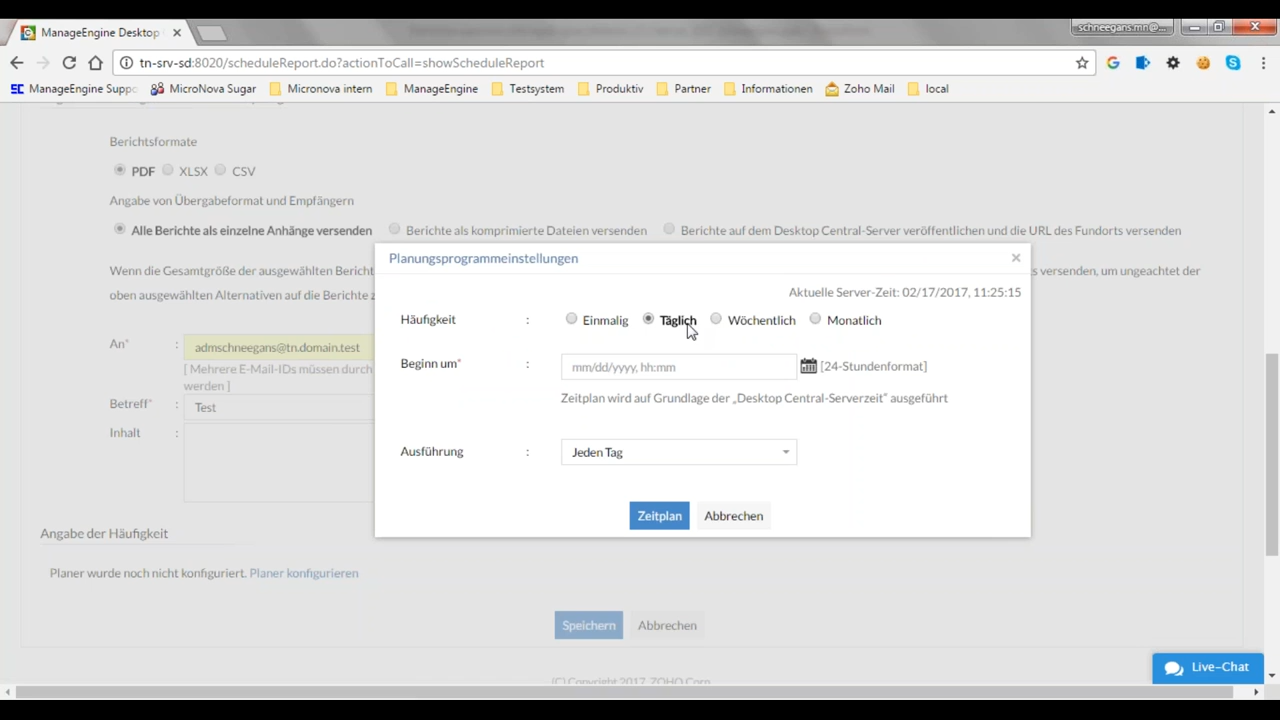 ManageEngine Desktop
schneegans.mn@...
tn-srv-sd:8020/scheduleReport.do?actionToCall=showScheduleReport
ManageEngine Suppo
MicroNova Sugar
Micronova intern
ManageEngine
Testsystem
Produktiv
Partner
Informationen
Zoho Mail
local
Berichtsformate
PDF XLSX CSV
Angabe von Übergabeformat und Empfängern
Alle Berichte als einzelne Anhänge versenden Berichte als komprimierte Dateien versenden Berichte auf dem Desktop Central-Server veröffentlichen und die URL des Fundorts versenden
Wenn die Gesamtgröße der ausgewählten Bericht s versenden, um ungeachtet der
oben ausgewählten Alternativen auf die Berichte z
An* : admschneegans@tn.domain.test
[ Mehrere E-Mail-IDs müssen durch
werden ]
Betreff* : Test
Inhalt :
Angabe der Häufigkeit
Planer wurde noch nicht konfiguriert. Planer konfigurieren
Speichern Abbrechen
(C) Copyright 2017, ZOHO Corp.
Planungsprogrammeinstellungen
Aktuelle Server-Zeit: 02/17/2017, 11:25:15
Häufigkeit : Einmalig Täglich Wöchentlich Monatlich
Beginn um* : mm/dd/yyyy, hh:mm [24-Stundenformat]
Zeitplan wird auf Grundlage der „Desktop Central-Serverzeit“ ausgeführt
Ausführung : Jeden Tag
Zeitplan Abbrechen
Live-Chat